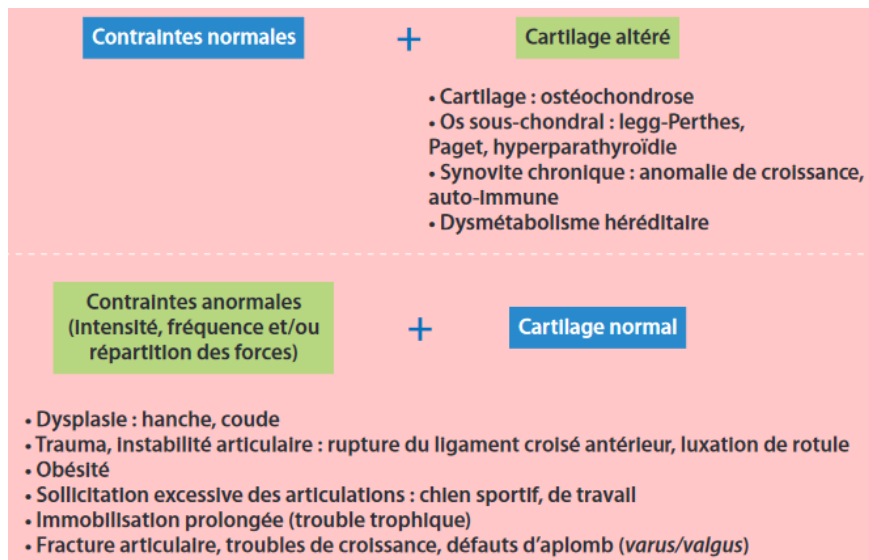 Contraintes normales + Cartilage altéré
• Cartilage : ostéochondrose
• Os sous-chondral : legg-Perthes,
Paget, hyperparathyroïdie
• Synovite chronique : anomalie de croissance,
auto-immune
• Dysmétabolisme héréditaire
Contraintes anormales
(intensité, fréquence et/ou
répartition des forces)
+
Cartilage normal
• Dysplasie : hanche, coude
• Trauma, instabilité articulaire : rupture du ligament croisé antérieur, luxation de rotule
• Obésité
• Sollicitation excessive des articulations : chien sportif, de travail
• Immobilisation prolongée (trouble trophique)
• Fracture articulaire, troubles de croissance, défauts d'aplomb (varus/valgus)